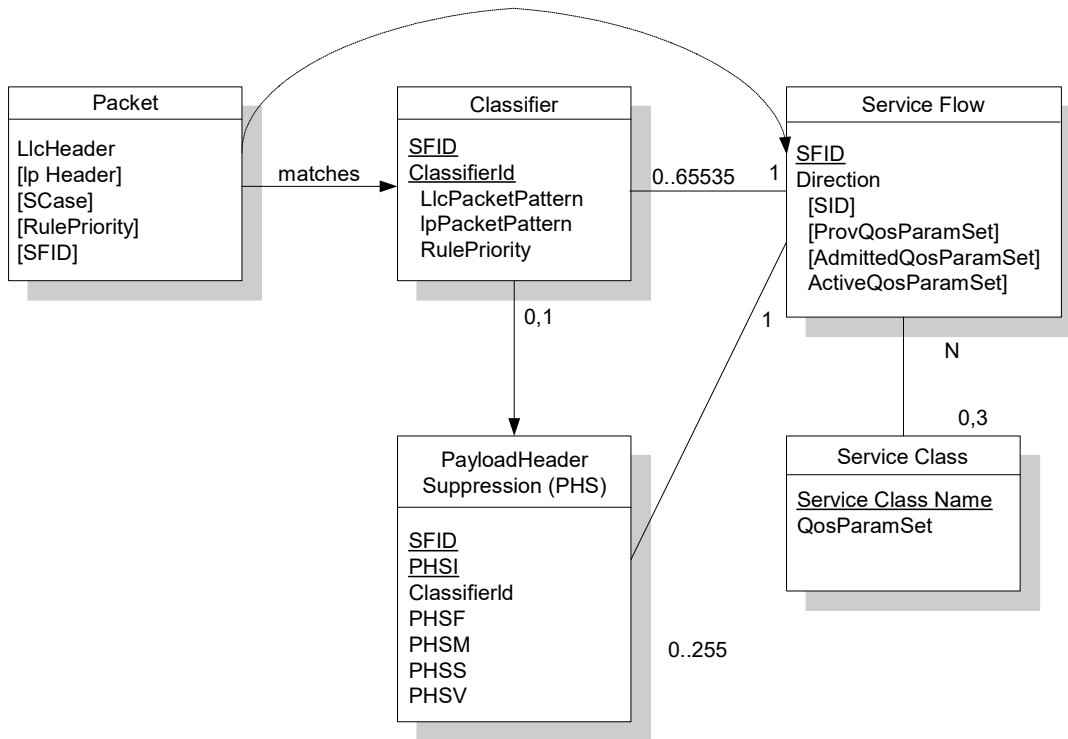 Packet
LlcHeader
[Ip Header]
[SCase]
[RulePriority]
[SFID]
matches
Classifier
SFID
ClassifierId
LlcPacketPattern
IpPacketPattern
RulePriority
0..65535
1
Service Flow
SFID
Direction
[SID]
[ProvQosParamSet]
[AdmittedQosParamSet]
ActiveQosParamSet]
0,1
1
N
0,3
PayloadHeader
Suppression (PHS)
SFID
PHSI
ClassifierId
PHSF
PHSM
PHSS
PHSV
0..255
Service Class
Service Class Name
QosParamSet